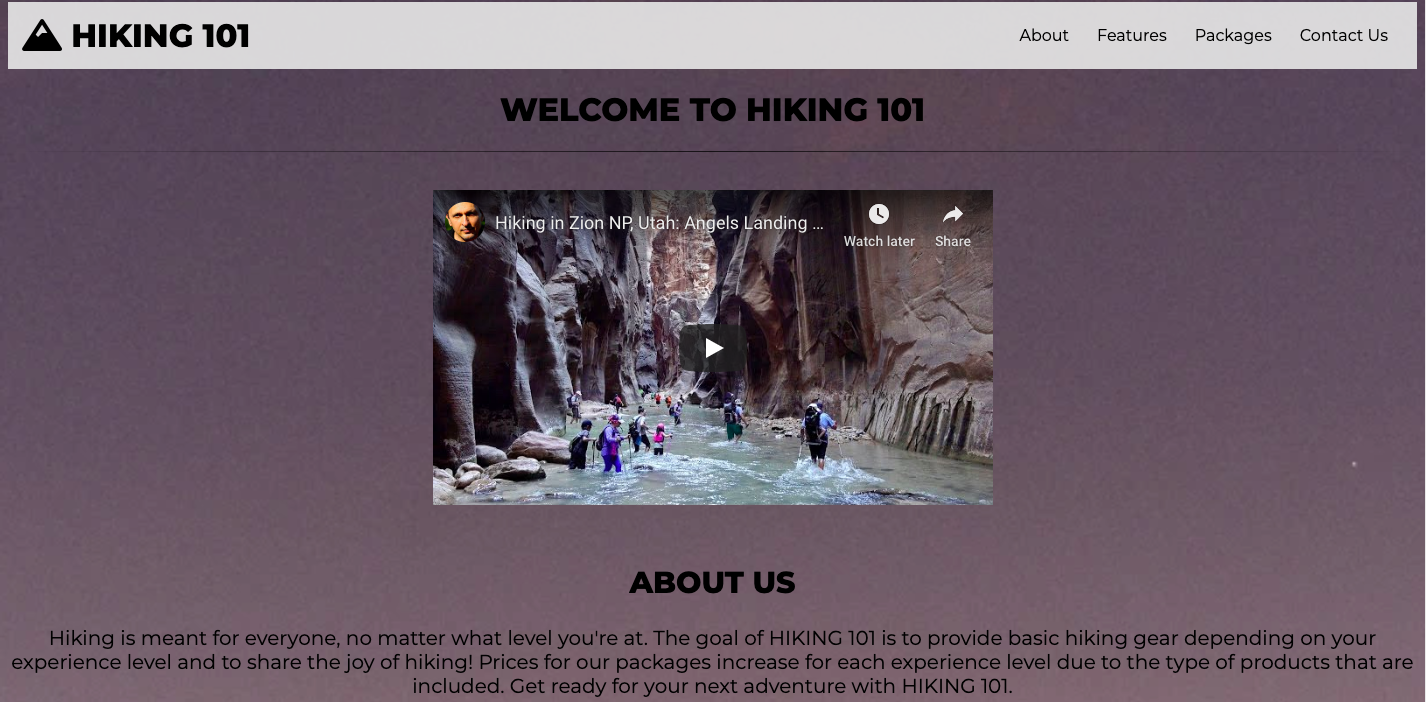 HIKING 101
About Features Packages Contact Us
WELCOME TO HIKING 101
Hiking in Zion NP, Utah: Angels Landing ...
Watch later Share
ABOUT US
Hiking is meant for everyone, no matter what level you're at. The goal of HIKING 101 is to provide basic hiking gear depending on your
experience level and to share the joy of hiking! Prices for our packages increase for each experience level due to the type of products that are
included. Get ready for your next adventure with HIKING 101.